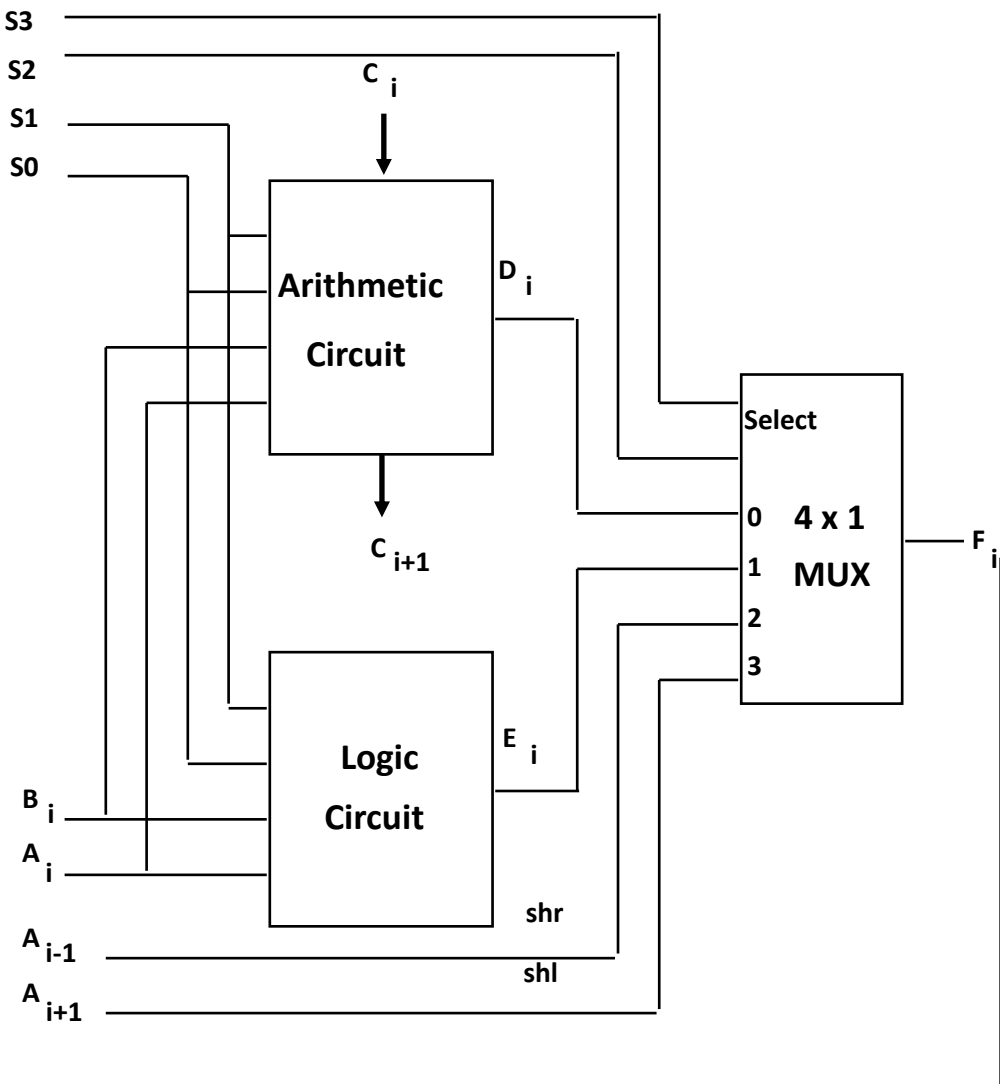 S3
S2
C i
S1
S0
D i
Arithmetic
Circuit
Select
0
4 x 1
MUX
F i
1
2
3
C i+1
E i
Logic
Circuit
B i
A i
shr
A i-1
shl
A i+1